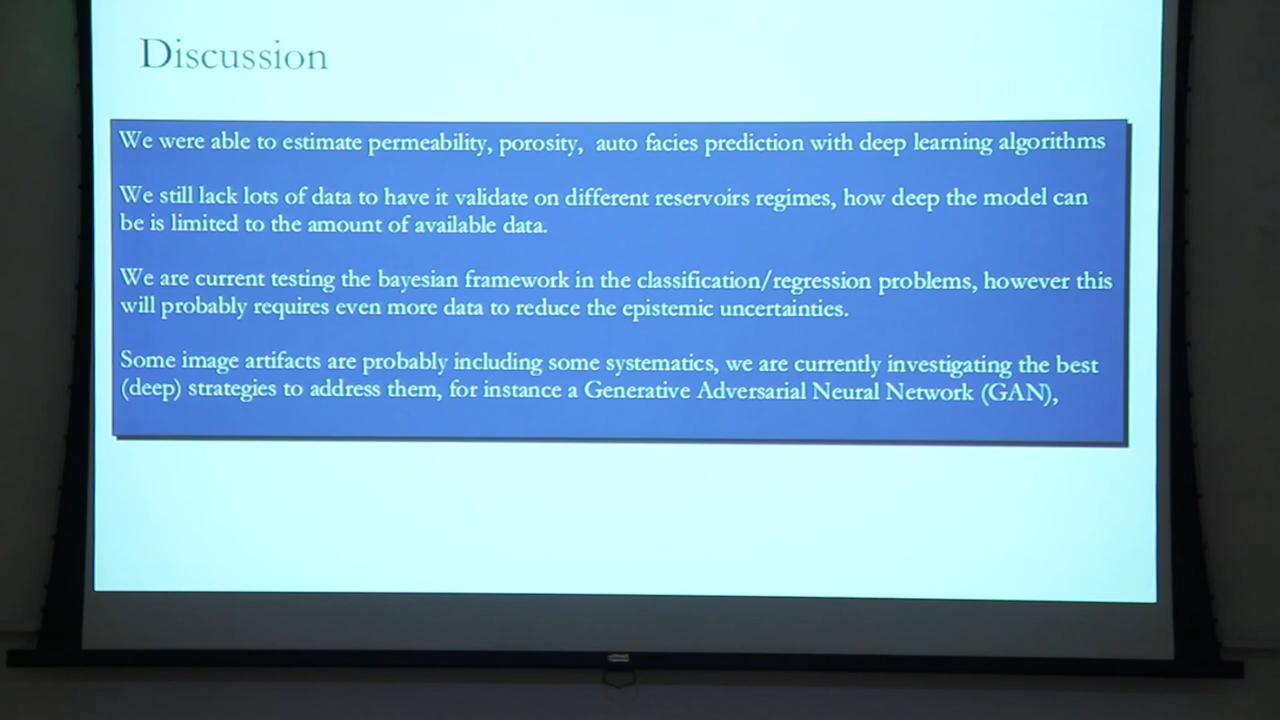 Discussion
We were able to estimate permeability, porosity, auto facies prediction with deep learning algorithms
We still lack lots of data to have it validate on different reservoirs regimes, how deep the model can
be is limited to the amount of available data.
We are current testing the bayesian framework in the classification/regression problems, however this
will probably requires even more data to reduce the epistemic uncertainties.
Some image artifacts are probably including some systematics, we are currently investigating the best
(deep) strategies to address them, for instance a Generative Adversarial Neural Network (GAN),